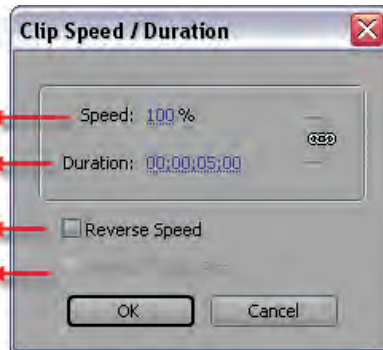 Clip Speed / Duration
Speed: 100 %
Duration: 00;00;05;00
Reverse Speed
OK Cancel